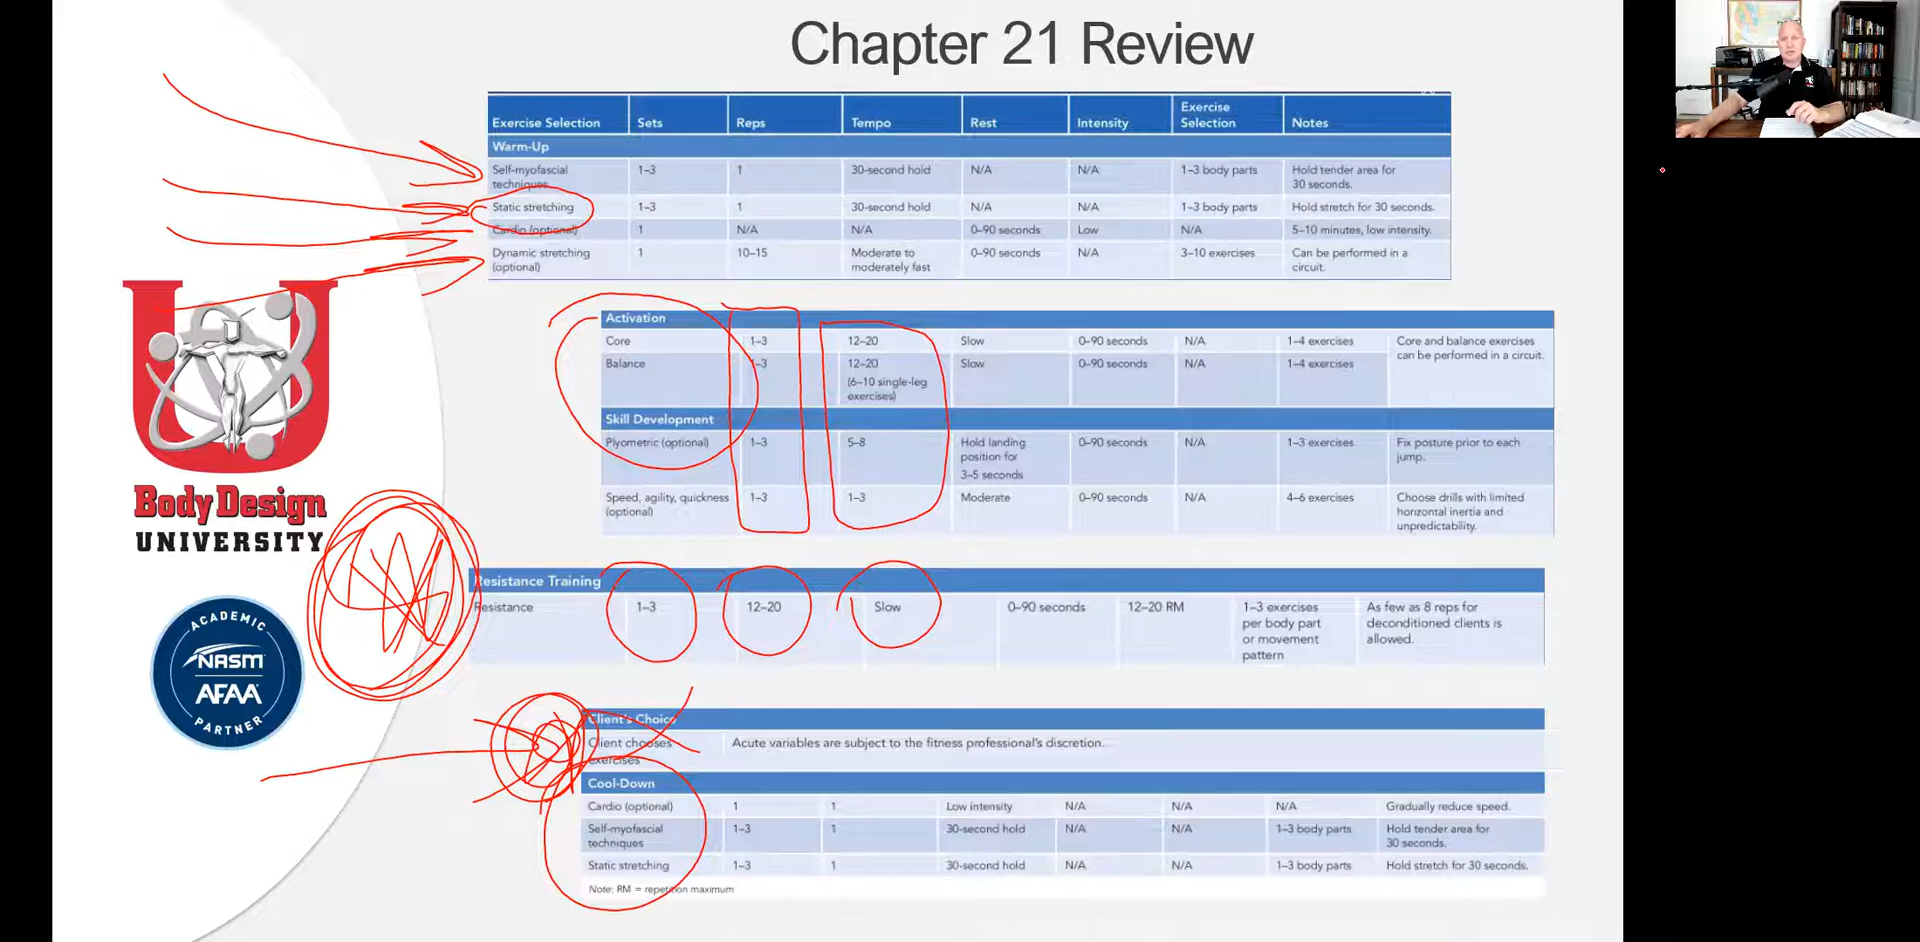 Chapter 21 Review
Exercise Selection Sets Reps Tempo Rest Intensity Exercise Selection Notes
Warm-Up
Self-myofascial techniques 1–3 1 30-second hold N/A N/A 1–3 body parts Hold tender area for 30 seconds.
Static stretching 1–3 1 30-second hold N/A N/A 1–3 body parts Hold stretch for 30 seconds.
Cardio (optional) 1 N/A N/A 0–90 seconds Low N/A 5–10 minutes, low intensity.
Dynamic stretching (optional) 1 10–15 Moderate to moderately fast 0–90 seconds N/A 3–10 exercises Can be performed in a circuit.
Activation
Core 1–3 12–20 Slow 0–90 seconds N/A 1–4 exercises Core and balance exercises can be performed in a circuit.
Balance 1–3 12–20 (6–10 single-leg exercises) Slow 0–90 seconds N/A 1–4 exercises
Skill Development
Plyometric (optional) 1–3 5–8 Hold landing position for 3–5 seconds 0–90 seconds N/A 1–3 exercises Fix posture prior to each jump.
Speed, agility, quickness (optional) 1–3 1–3 Moderate 0–90 seconds N/A 4–6 exercises Choose drills with limited horizontal inertia and unpredictability.
Resistance Training
Resistance 1–3 12–20 Slow 0–90 seconds 12–20 RM 1–3 exercises per body part or movement pattern As few as 8 reps for deconditioned clients is allowed.
Client's Choice
Client chooses exercises Acute variables are subject to the fitness professional's discretion.
Cool-Down
Cardio (optional) 1 1 Low intensity N/A N/A N/A Gradually reduce speed.
Self-myofascial techniques 1–3 1 30-second hold N/A N/A 1–3 body parts Hold tender area for 30 seconds.
Static stretching 1–3 1 30-second hold N/A N/A 1–3 body parts Hold stretch for 30 seconds.
Note: RM = repetition maximum
U
Body Design
UNIVERSITY
ACADEMIC
NASM
AFAA
PARTNER